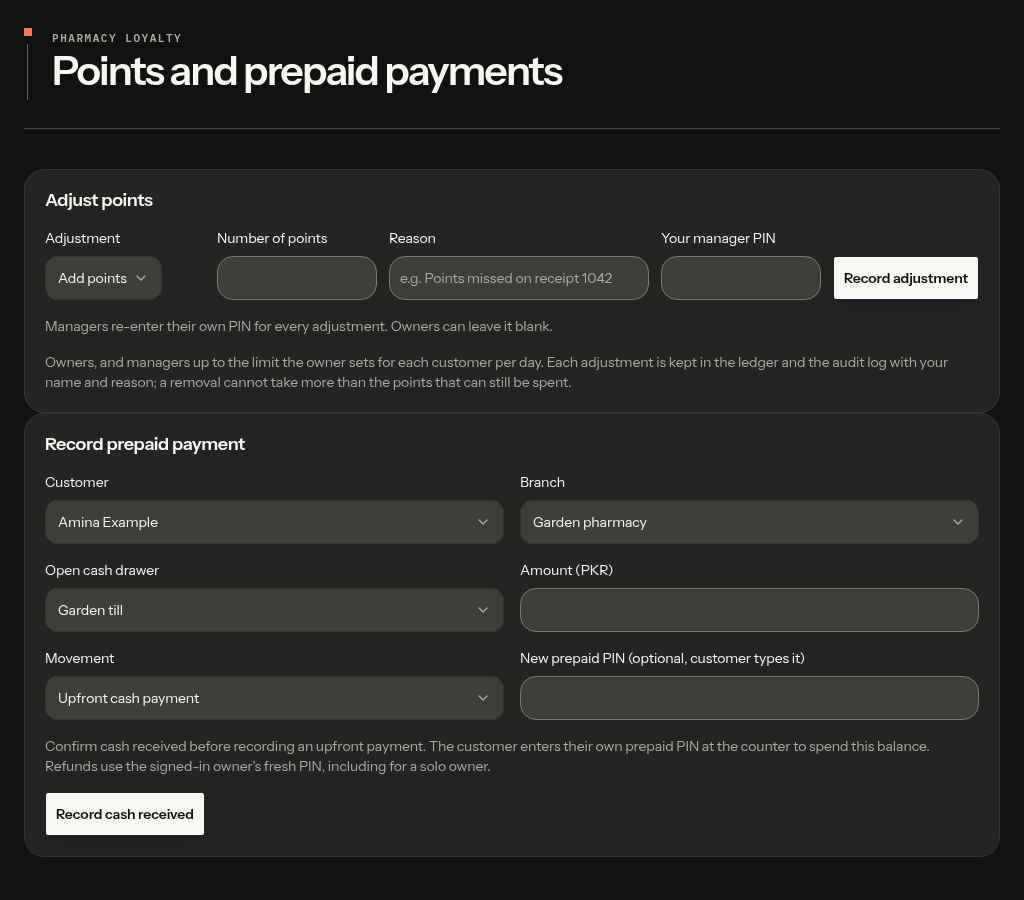 PHARMACY LOYALTY
Points and prepaid payments
Adjust points
Adjustment
Number of points
Reason
Your manager PIN
Add points
e.g. Points missed on receipt 1042
Record adjustment
Managers re-enter their own PIN for every adjustment. Owners can leave it blank.
Owners, and managers up to the limit the owner sets for each customer per day. Each adjustment is kept in the ledger and the audit log with your
name and reason; a removal cannot take more than the points that can still be spent.
Record prepaid payment
Customer
Branch
Amina Example
Garden pharmacy
Open cash drawer
Amount (PKR)
Garden till
Movement
New prepaid PIN (optional, customer types it)
Upfront cash payment
Confirm cash received before recording an upfront payment. The customer enters their own prepaid PIN at the counter to spend this balance.
Refunds use the signed-in owner's fresh PIN, including for a solo owner.
Record cash received